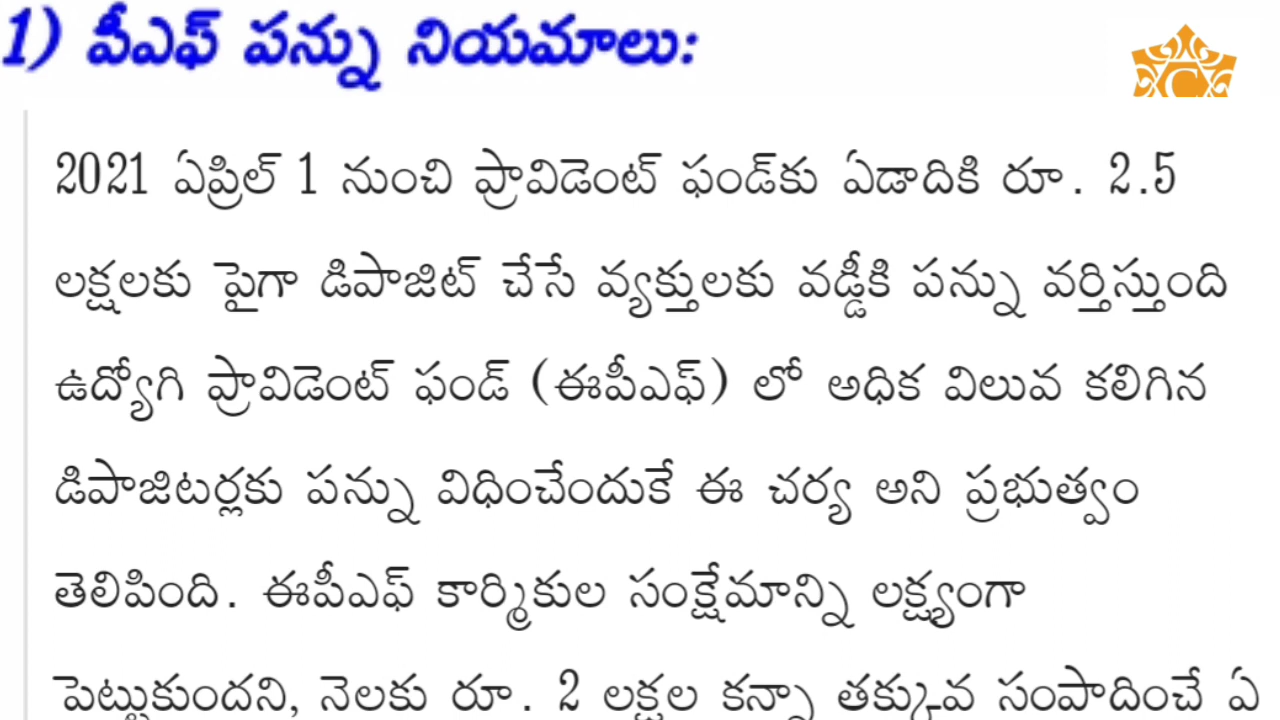 1) పీఎఫ్ పన్ను నియమాలు:
C
2021 ఏప్రిల్ 1 నుంచి ప్రావిడెంట్ ఫండ్‌కు ఏడాదికి రూ. 2.5
లక్షలకు పైగా డిపాజిట్ చేసే వ్యక్తులకు వడ్డీకి పన్ను వర్తిస్తుంది
ఉద్యోగి ప్రావిడెంట్ ఫండ్ (ఈపీఎఫ్) లో అధిక విలువ కలిగిన
డిపాజిటర్లకు పన్ను విధించేందుకే ఈ చర్య అని ప్రభుత్వం
తెలిపింది. ఈపీఎఫ్ కార్మికుల సంక్షేమాన్ని లక్ష్యంగా
పెట్టుకుందని, నెలకు రూ. 2 లక్షల కన్నా తక్కువ సంపాదించే ఏ